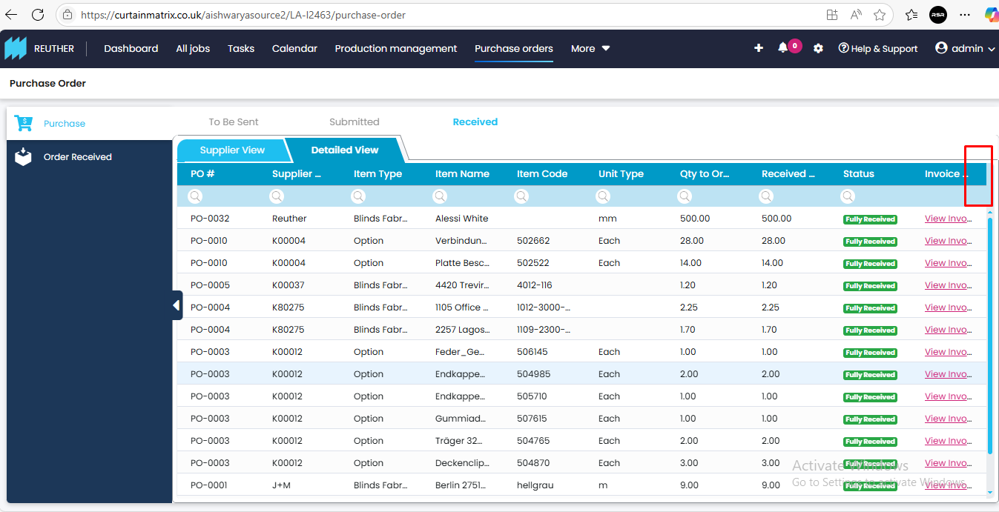 https://curtainmatrix.co.uk/aishwaryasource2/LA-I2463/purchase-order
RSR
REUTHER Dashboard All jobs Tasks Calendar Production management Purchase orders More 0 Help & Support admin
Purchase Order
Purchase
Order Received
To Be Sent Submitted Received
Supplier View Detailed View
PO # Supplier ... Item Type Item Name Item Code Unit Type Qty to Or... Received ... Status Invoice ..
PO-0032 Reuther Blinds Fabr... Alessi White mm 500.00 500.00 Fully Received View Invo...
PO-0010 K00004 Option Verbindun... 502662 Each 28.00 28.00 Fully Received View Invo...
PO-0010 K00004 Option Platte Besc... 502522 Each 14.00 14.00 Fully Received View Invo...
PO-0005 K00037 Blinds Fabr... 4420 Trevir... 4012-116 1.20 1.20 Fully Received View Invo...
PO-0004 K80275 Blinds Fabr... 1105 Office ... 1012-3000-... 2.25 2.25 Fully Received View Invo...
PO-0004 K80275 Blinds Fabr... 2257 Lagos... 1109-2300-... 1.70 1.70 Fully Received View Invo...
PO-0003 K00012 Option Feder_Ge... 506145 Each 1.00 1.00 Fully Received View Invo...
PO-0003 K00012 Option Endkappe... 504985 Each 2.00 2.00 Fully Received View Invo...
PO-0003 K00012 Option Endkappe... 505710 Each 1.00 1.00 Fully Received View Invo...
PO-0003 K00012 Option Gummiad... 507615 Each 1.00 1.00 Fully Received View Invo...
PO-0003 K00012 Option Träger 32... 504765 Each 2.00 2.00 Fully Received View Invo...
PO-0003 K00012 Option Deckenclip... 504870 Each 3.00 3.00 Fully Received View Invo...
PO-0001 J+M Blinds Fabr... Berlin 2751... hellgrau m 9.00 9.00 Fully Received View Invo...
Activate Windows
Go to Settings to activate Windows.